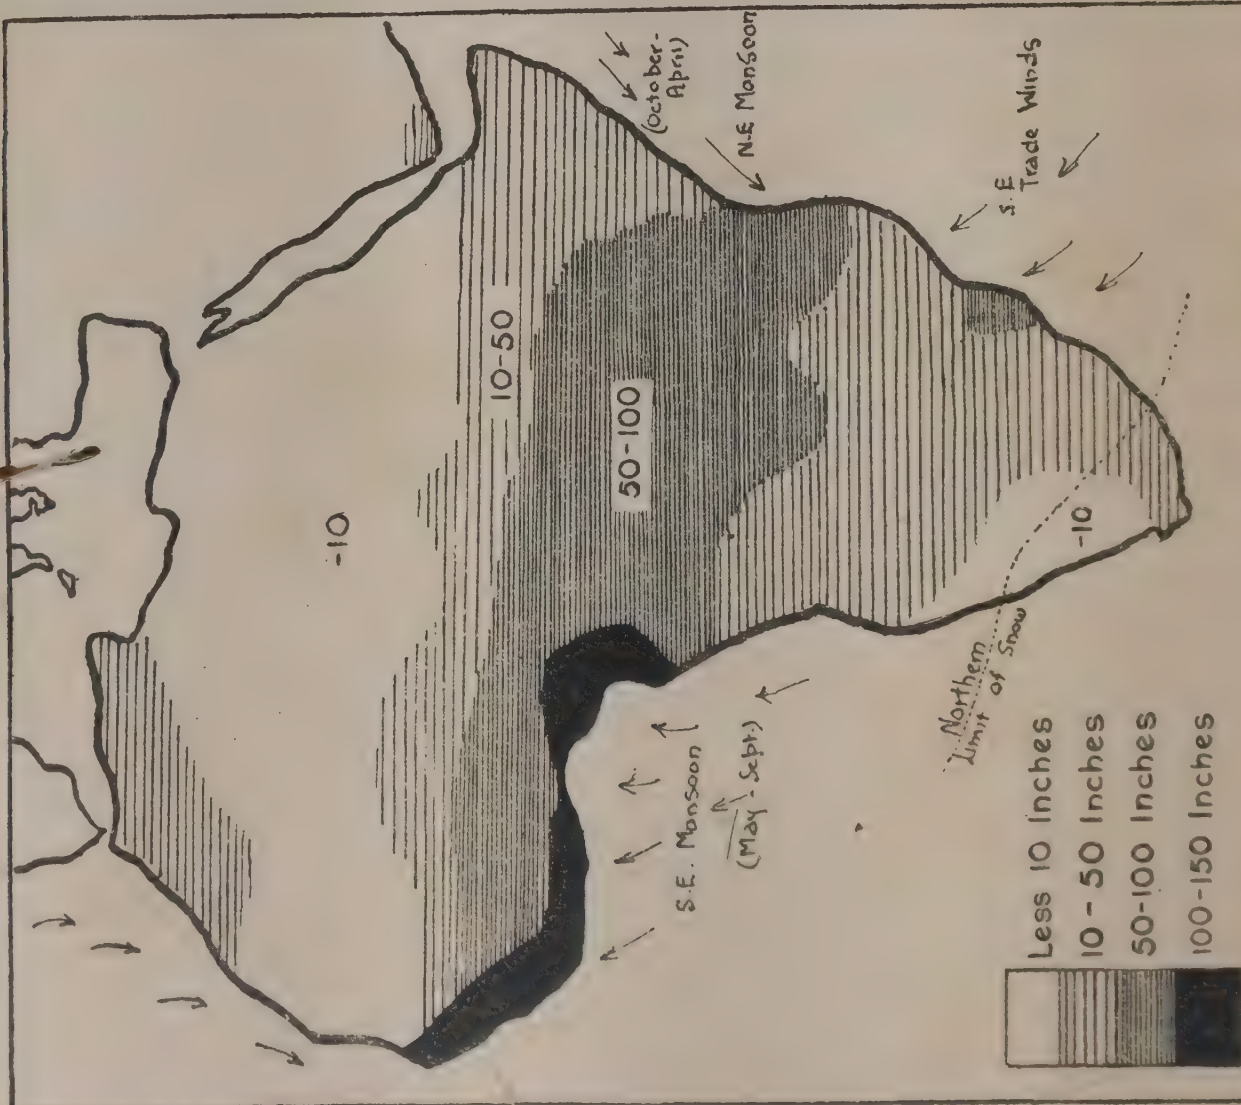 (October-
April)
N-E Monsoon
S.E
Trade Winds
10-50
50-100
-10
-10
S.E. Monsoon
(May - Sept.)
Northern
Limit of Snow
Less 10 Inches
10 - 50 Inches
50-100 Inches
100-150 Inches